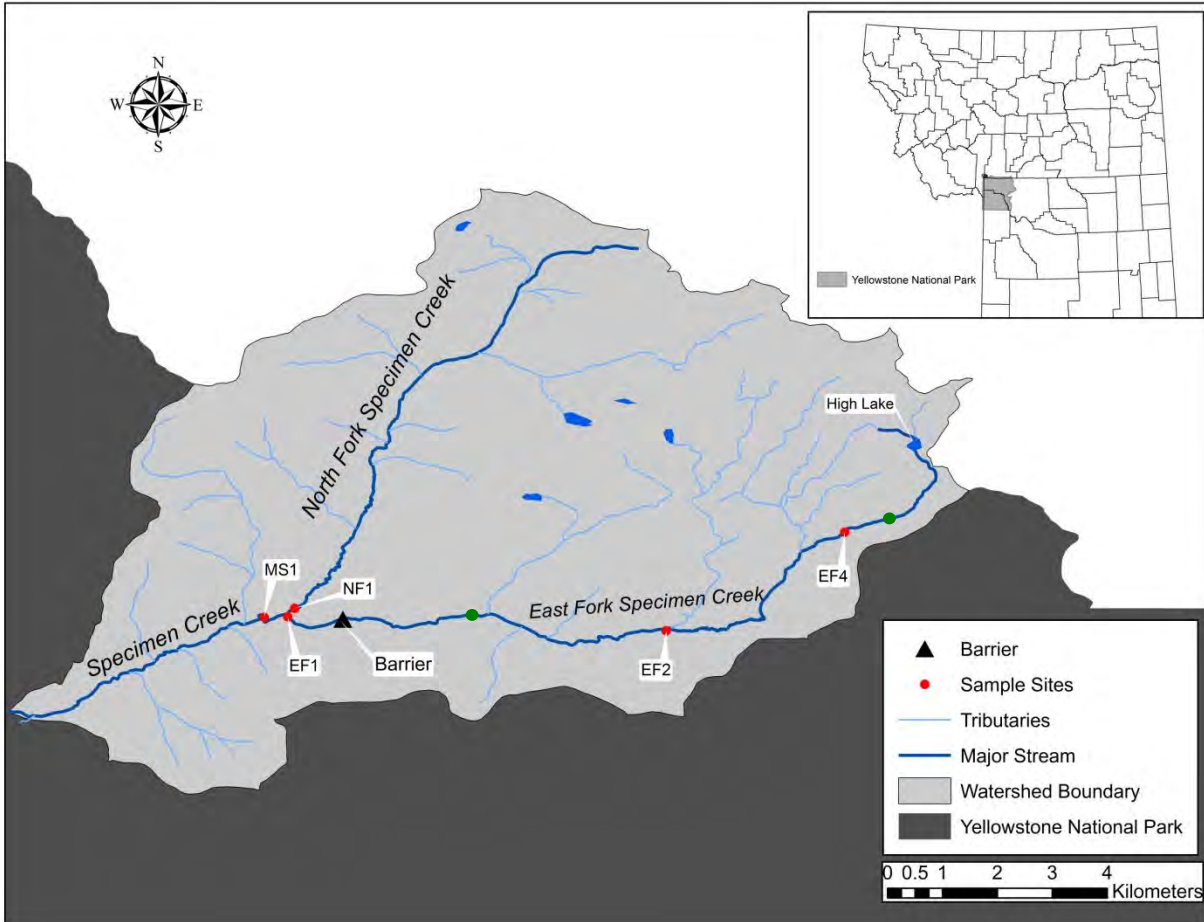 N
W E
S
Yellowstone National Park
North Fork Specimen Creek
High Lake
MS1
NF1
EF4
Specimen Creek
East Fork Specimen Creek
EF1
Barrier
EF2
Barrier
Sample Sites
Tributaries
Major Stream
Watershed Boundary
Yellowstone National Park
0 0.5 1 2 3 4
Kilometers